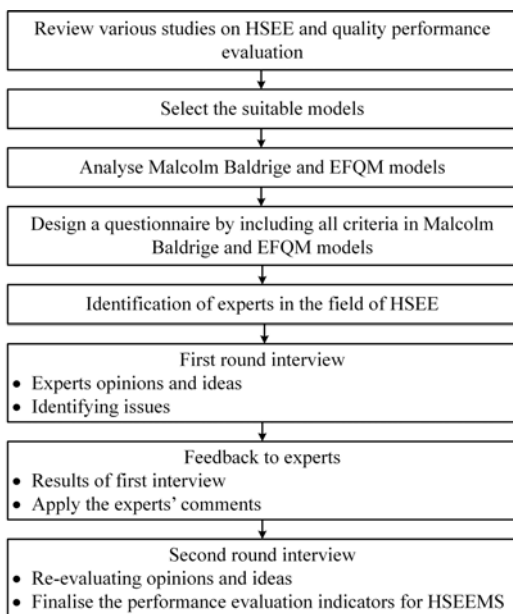 Review various studies on HSEE and quality performance
evaluation
Select the suitable models
Analyse Malcolm Baldrige and EFQM models
Design a questionnaire by including all criteria in Malcolm
Baldrige and EFQM models
Identification of experts in the field of HSEE
First round interview
• Experts opinions and ideas
• Identifying issues
Feedback to experts
• Results of first interview
• Apply the experts’ comments
Second round interview
• Re-evaluating opinions and ideas
• Finalise the performance evaluation indicators for HSEEMS